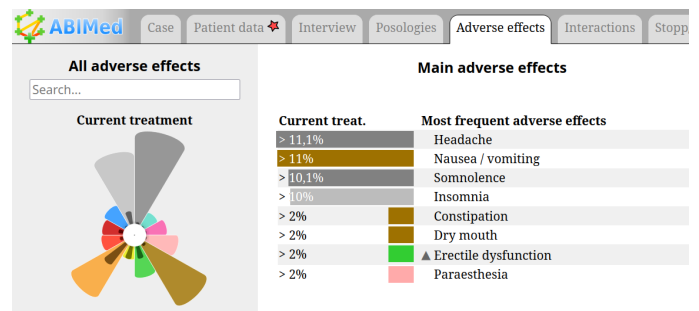 ABIMed
Case
Patient data
Interview
Posologies
Adverse effects
Interactions
Stopp
All adverse effects
Search...
Current treatment
Main adverse effects
Current treat. Most frequent adverse effects
> 11,1% Headache
> 11% Nausea / vomiting
> 10,1% Somnolence
> 10% Insomnia
> 2% Constipation
> 2% Dry mouth
> 2% ▲ Erectile dysfunction
> 2% Paraesthesia